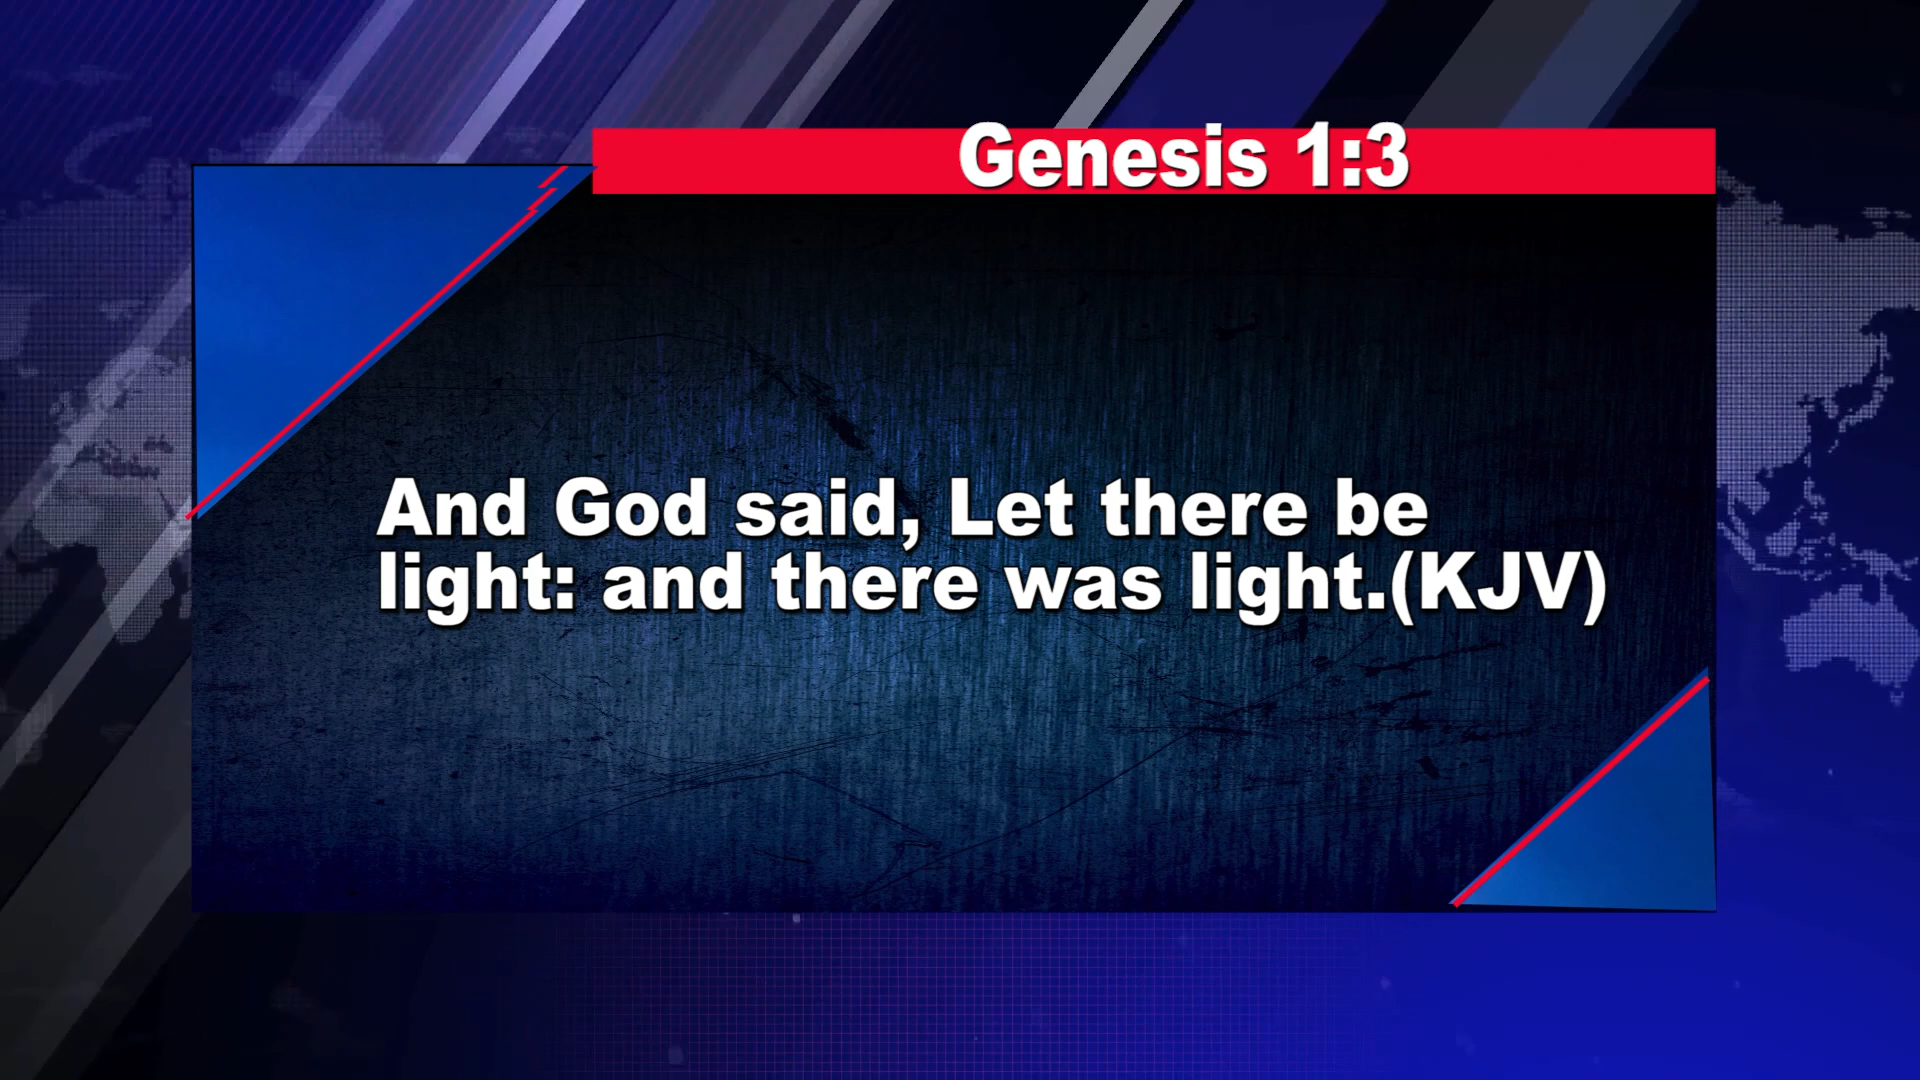 Genesis 1:3
And God said, Let there be
light: and there was light.(KJV)